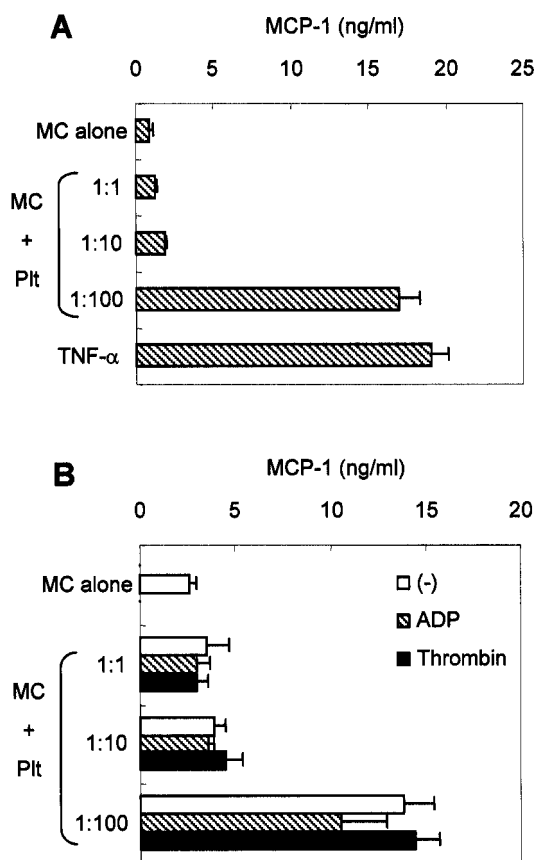 A
MCP-1 (ng/ml)
0 5 10 15 20 25
MC alone
MC
+
Plt
1:1
1:10
1:100
TNF-α
B
MCP-1 (ng/ml)
0 5 10 15 20
MC alone
(-)
ADP
Thrombin
MC
+
Plt
1:1
1:10
1:100